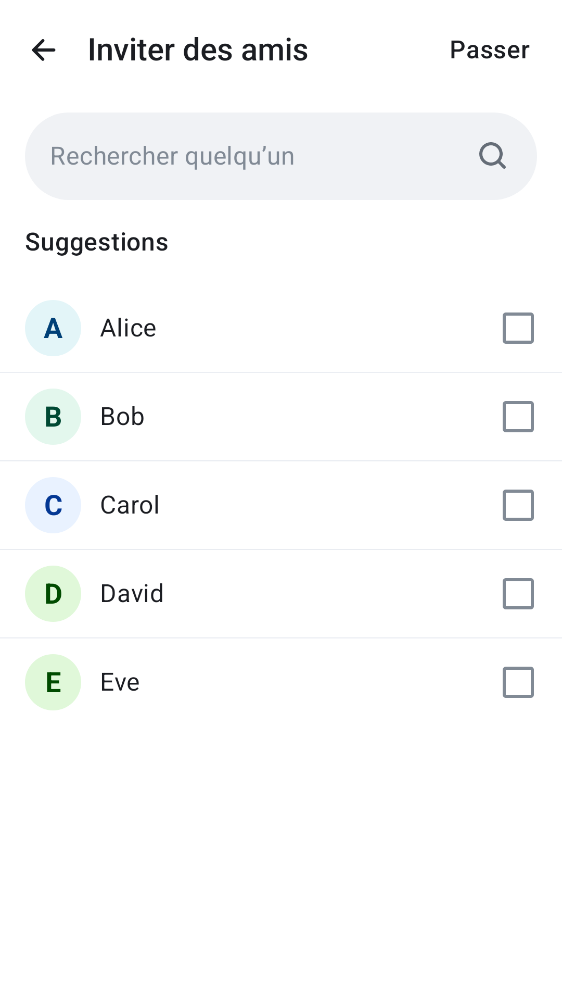 Inviter des amis
Passer
Rechercher quelqu’un
Suggestions
A Alice
B Bob
C Carol
D David
E Eve